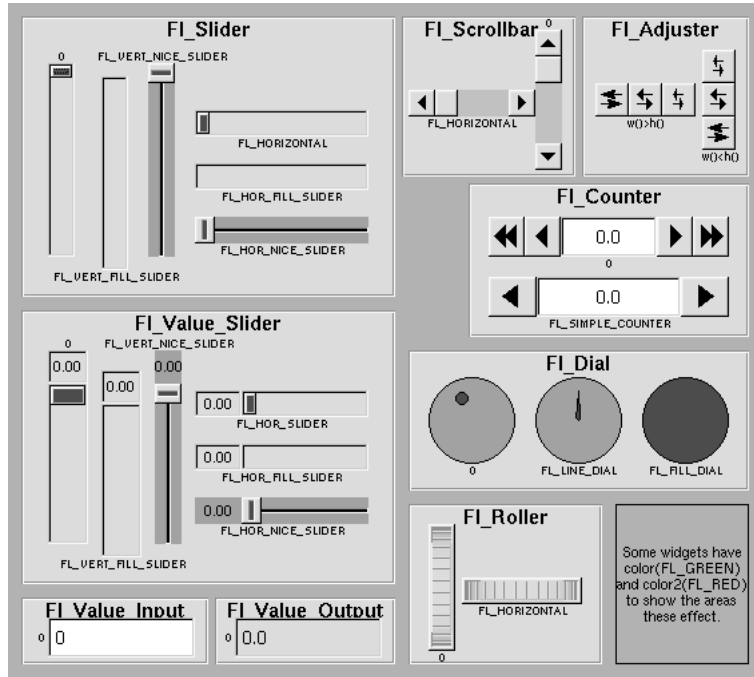 Fl_Slider
0
FL_VERT_NICE_SLIDER
FL_HORIZONTAL
FL_HOR_FILL_SLIDER
FL_HOR_NICE_SLIDER
FL_VERT_FILL_SLIDER
Fl_Scrollbar
0
FL_HORIZONTAL
Fl_Adjuster
w()>h()
w()<h()
Fl_Counter
0.0
0
0.0
FL_SIMPLE_COUNTER
Fl_Value_Slider
0
FL_VERT_NICE_SLIDER
0.00
0.00
0.00
0.00
FL_HOR_SLIDER
0.00
FL_HOR_FILL_SLIDER
0.00
FL_HOR_NICE_SLIDER
FL_VERT_FILL_SLIDER
Fl_Dial
0
FL_LINE_DIAL
FL_FILL_DIAL
Fl_Roller
FL_HORIZONTAL
0
Some widgets have
color(FL_GREEN)
and color2(FL_RED)
to show the areas
these effect.
Fl_Value_Input
0
0
Fl_Value_Output
0
0.0